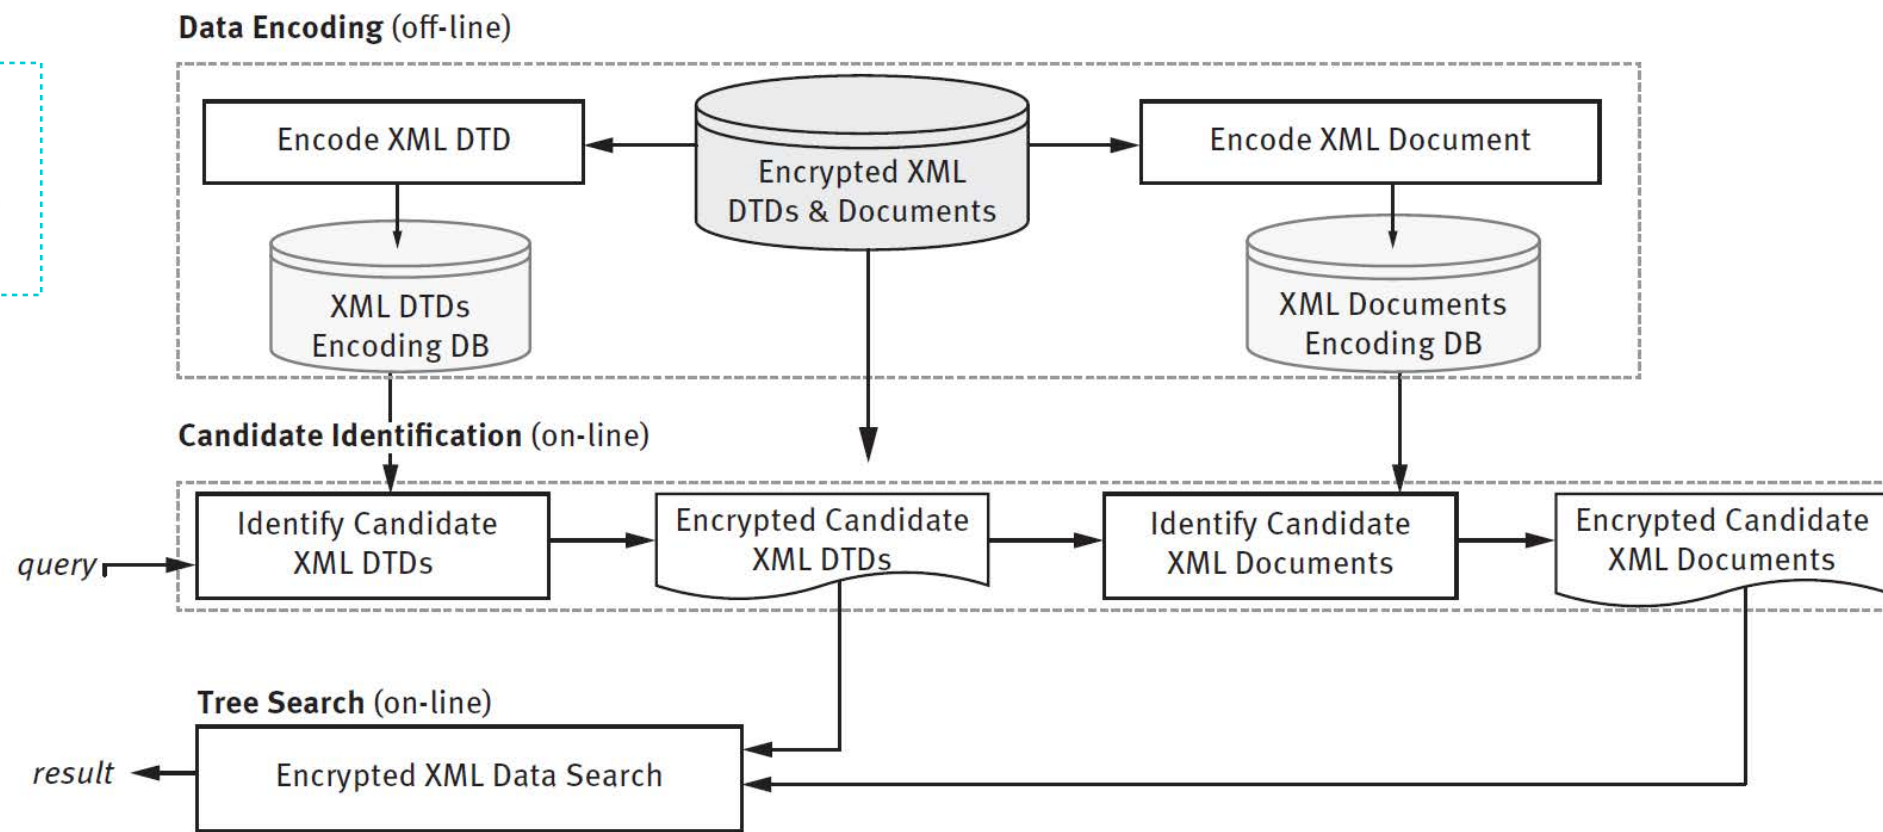 Data Encoding (off-line)
Encode XML DTD
Encrypted XML
DTDs & Documents
Encode XML Document
XML DTDs
Encoding DB
XML Documents
Encoding DB
Candidate Identification (on-line)
query
Identify Candidate
XML DTDs
Encrypted Candidate
XML DTDs
Identify Candidate
XML Documents
Encrypted Candidate
XML Documents
Tree Search (on-line)
Encrypted XML Data Search
result